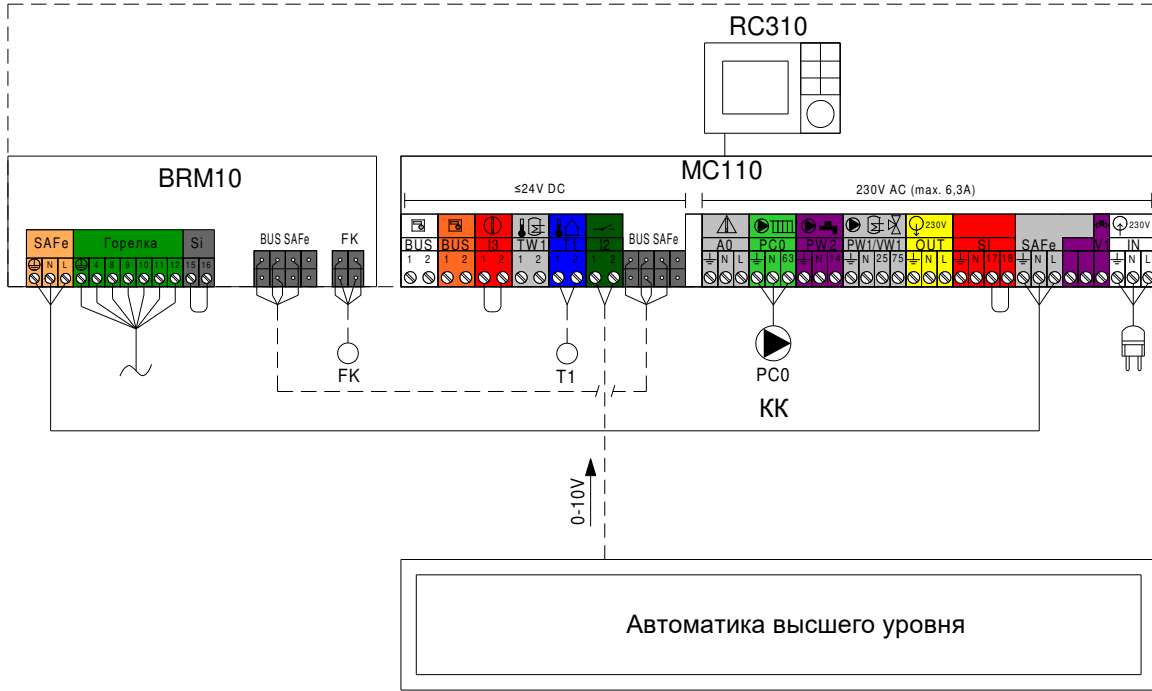 RC310
BRM10
MC110
≤24V DC
230V AC (max. 6,3A)
SAFe
Горелка
Si
N L 4 8 9 10 11 12 15 16
BUS SAFe
FK
BUS BUS I3 TW1 T1 I2
1 2 1 2 1 2 1 2 1 2 1 2
BUS SAFe
230V
230V
A0 PC0 PW2 PW1/VW1 OUT SI SAFe V1 IN
N L N 63 N 14 N 25 75 N L N 17 18 N L N L
FK
T1
PC0
КК
0-10V
Автоматика высшего уровня